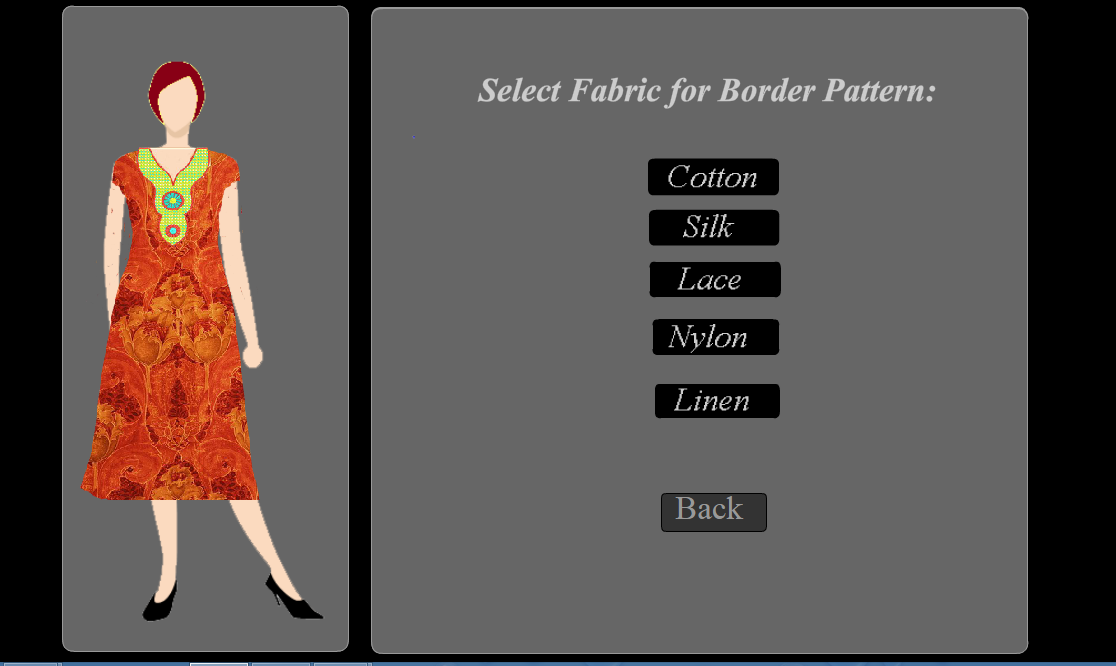 Select Fabric for Border Pattern:
Cotton
Silk
Lace
Nylon
Linen
Back